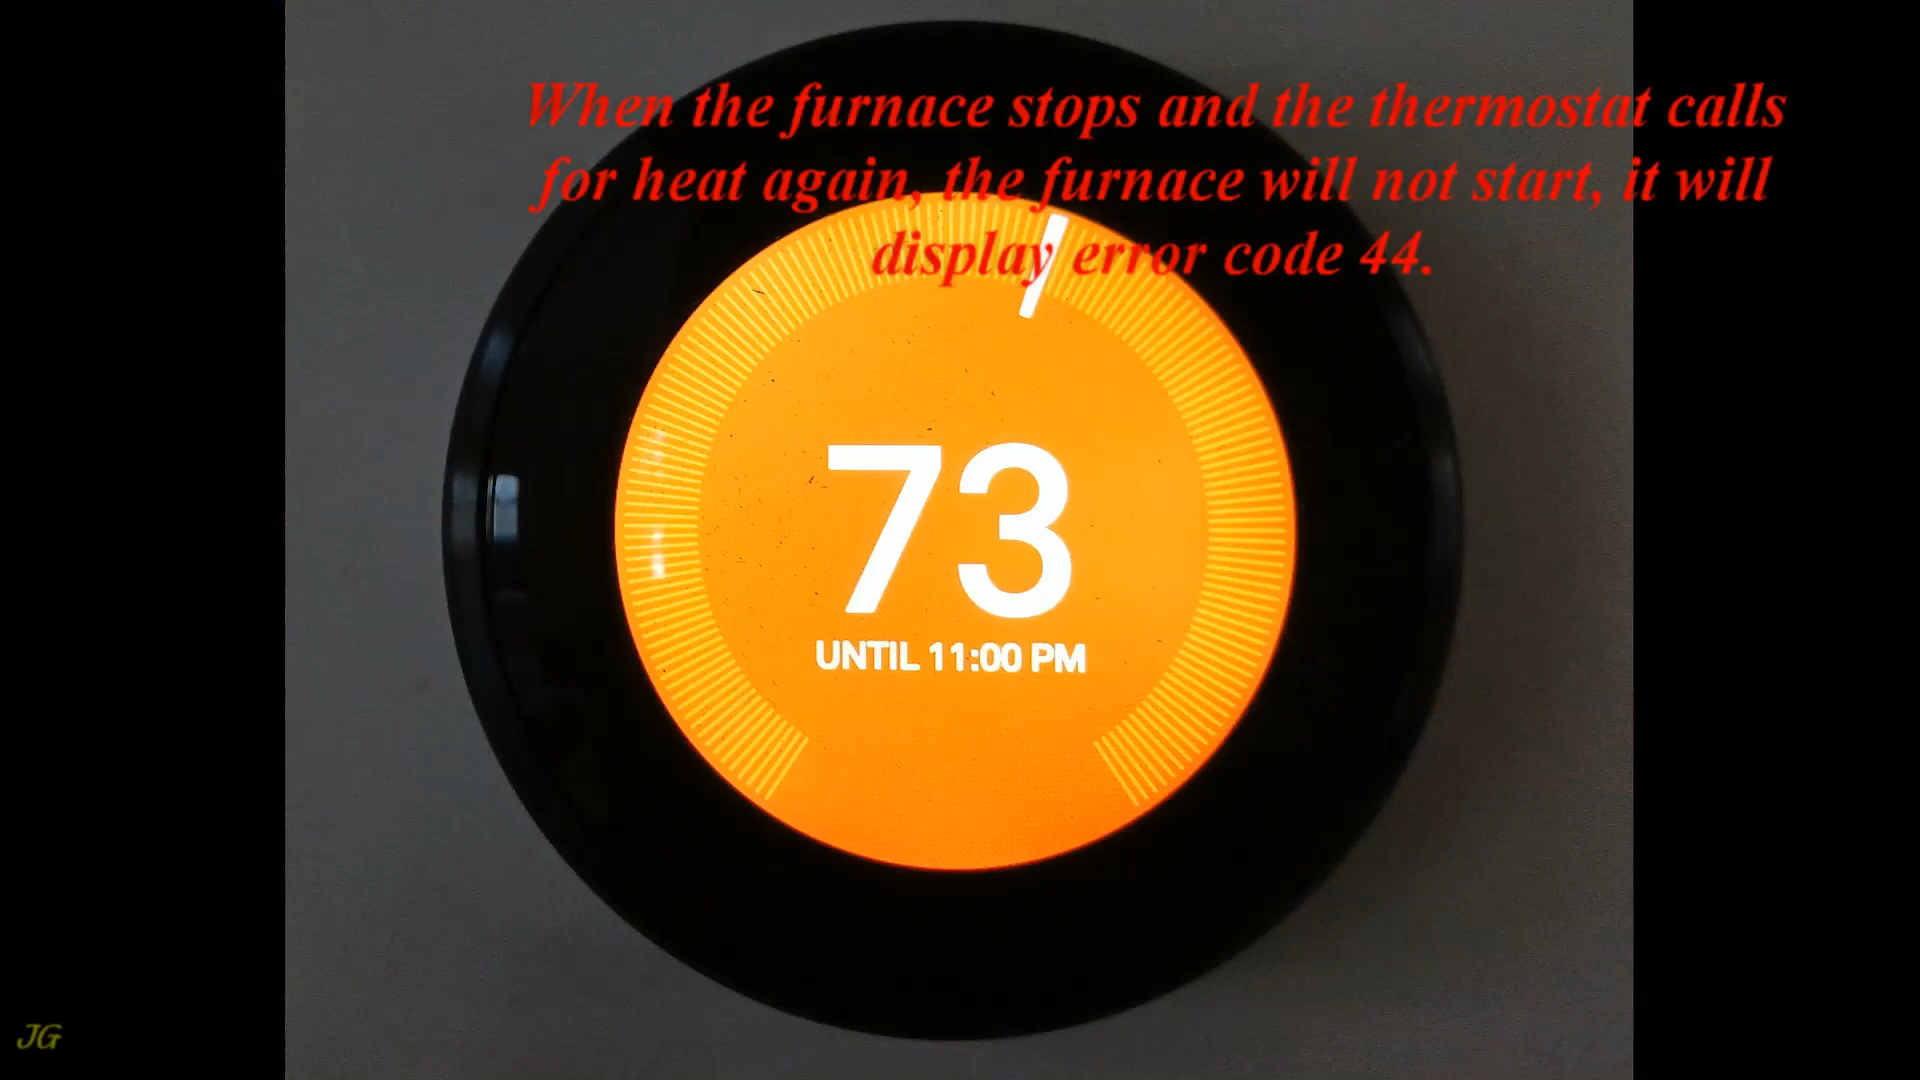 When the furnace stops and the thermostat calls
for heat again, the furnace will not start, it will
display error code 44.
73
UNTIL 11:00 PM
JG